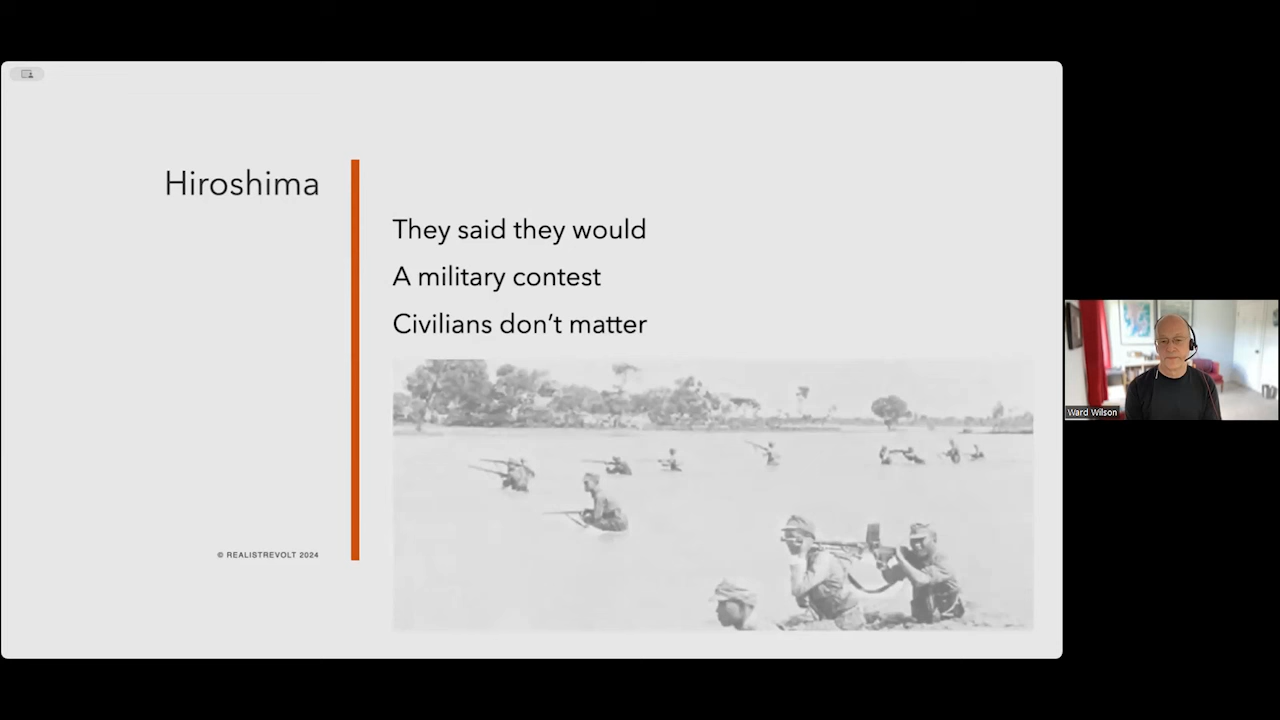 Hiroshima
They said they would
A military contest
Civilians don’t matter
© REALISTREVOLT 2024
Ward Wilson